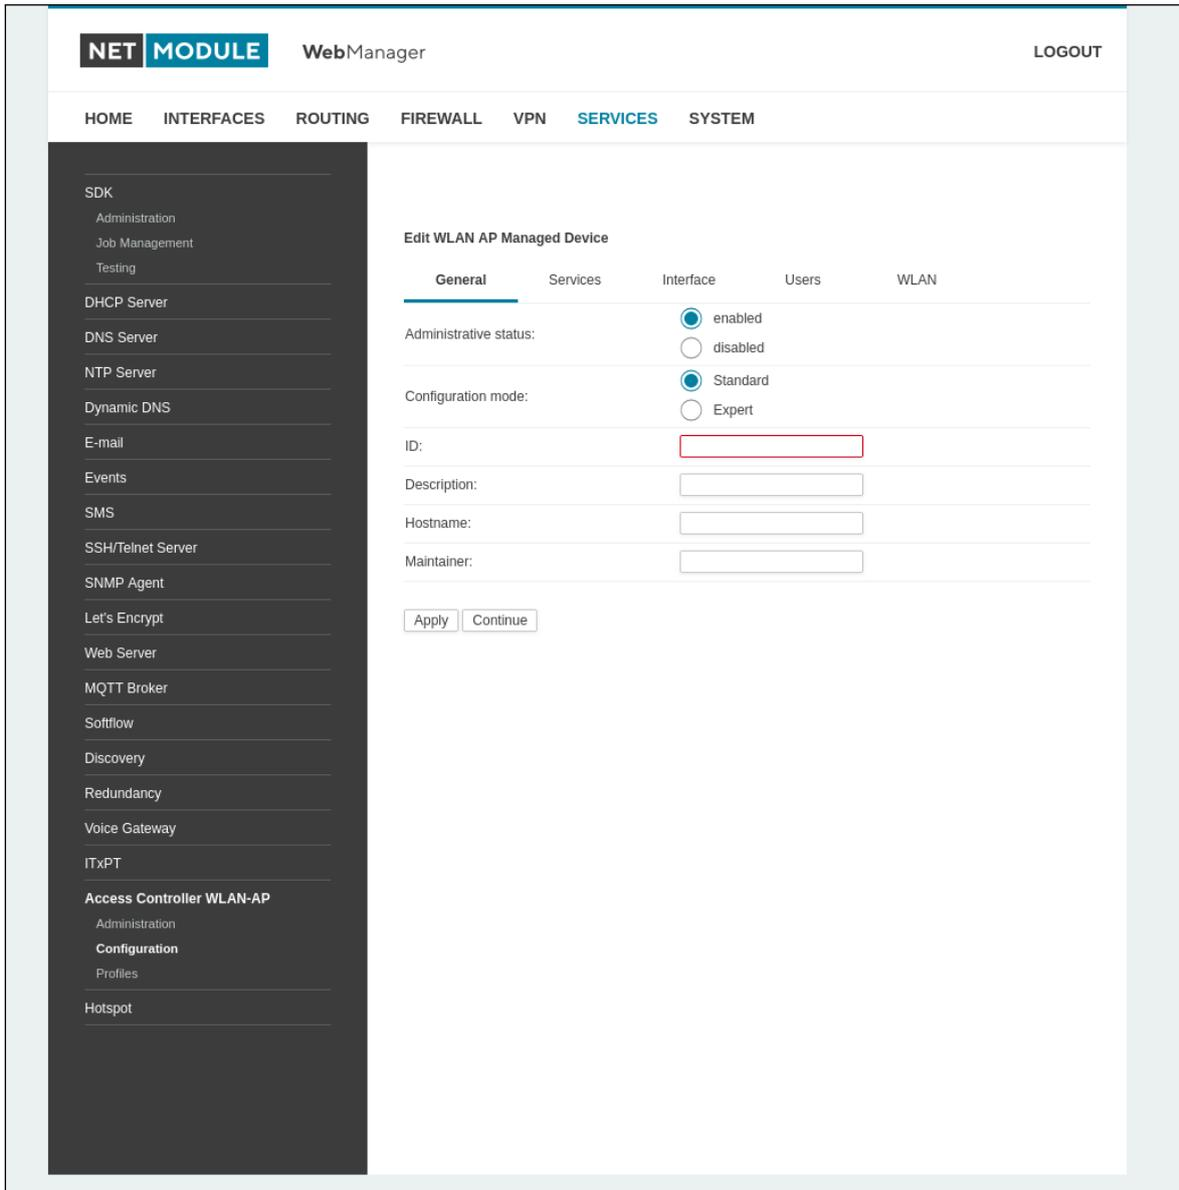 NET MODULE WebManager LOGOUT
HOME INTERFACES ROUTING FIREWALL VPN SERVICES SYSTEM
SDK
Administration
Job Management
Testing
DHCP Server
DNS Server
NTP Server
Dynamic DNS
E-mail
Events
SMS
SSH/Telnet Server
SNMP Agent
Let's Encrypt
Web Server
MQTT Broker
Softflow
Discovery
Redundancy
Voice Gateway
ITxPT
Access Controller WLAN-AP
Administration
Configuration
Profiles
Hotspot
Edit WLAN AP Managed Device
General Services Interface Users WLAN
Administrative status:
enabled
disabled
Configuration mode:
Standard
Expert
ID:
Description:
Hostname:
Maintainer:
Apply Continue